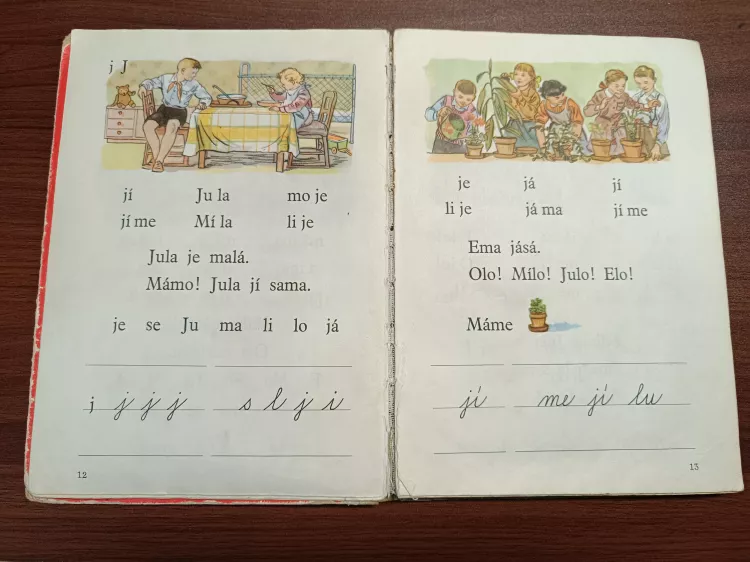 j J
jí Ju la mo je
jí me Mí la li je
Jula je malá.
Mámo! Jula jí sama.
je se Ju ma li lo já
j j j j s l j i
12
je já jí
li je já ma jí me
Ema jásá.
Olo! Mílo! Julo! Elo!
Máme
jí me jí lu
13